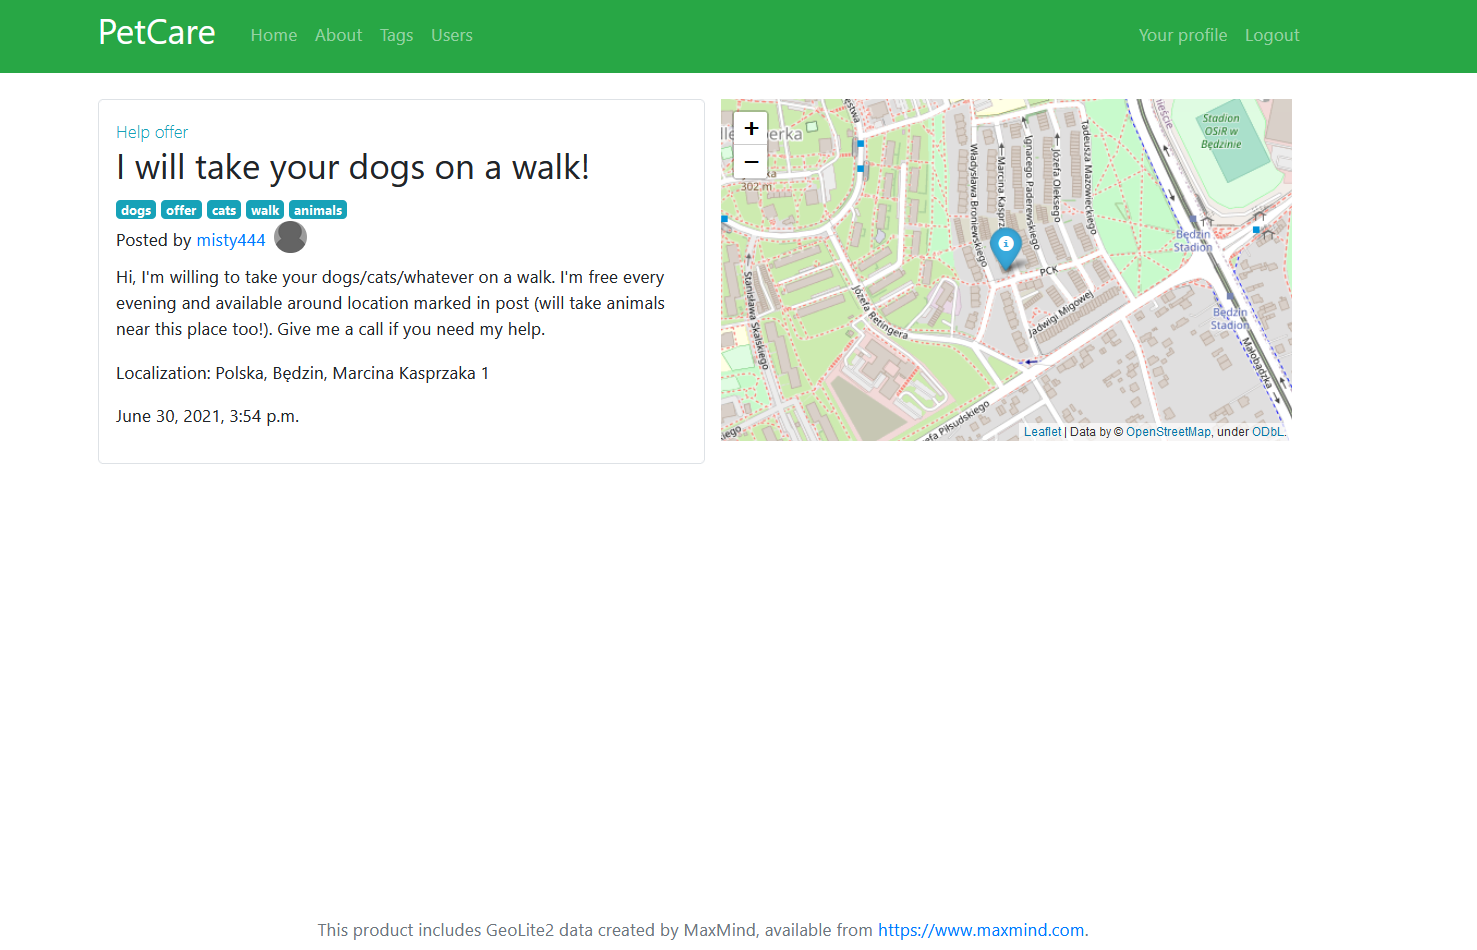 PetCare Home About Tags Users Your profile Logout
Help offer
I will take your dogs on a walk!
dogs offer cats walk animals
Posted by misty444
Hi, I'm willing to take your dogs/cats/whatever on a walk. I'm free every
evening and available around location marked in post (will take animals
near this place too!). Give me a call if you need my help.
Localization: Polska, Będzin, Marcina Kasprzaka 1
June 30, 2021, 3:54 p.m.
+
−
302 m
Stadion
OSiR w
Będzinie
Władysława Broniewskiego
Ignacego Paderewskiego
Józefa Oleksego
Tadeusza Mazowieckiego
Będzin
Stadion
PCK
Jadwigi Migowej
Stanisława Skalskiego
Józefa Retingera
Będzin
Stadion
Małobądzka
Leaflet | Data by © OpenStreetMap, under ODbL.
This product includes GeoLite2 data created by MaxMind, available from https://www.maxmind.com.